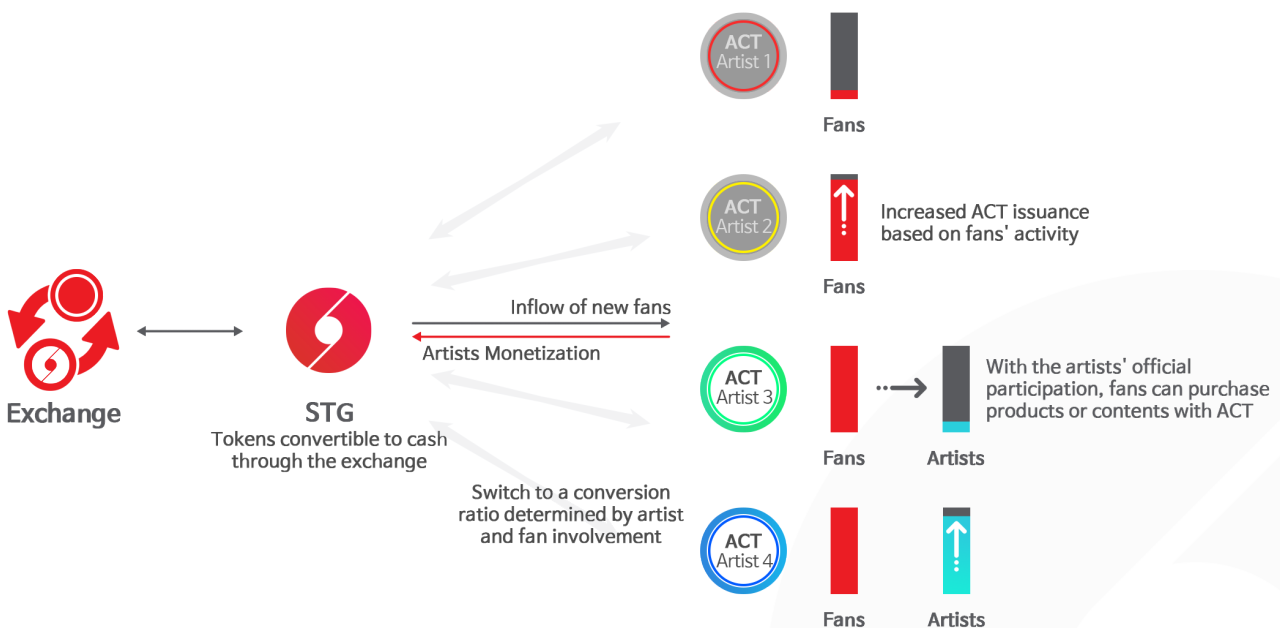 ACT
Artist 1
Fans
ACT
Artist 2
Increased ACT issuance
based on fans' activity
Fans
Exchange
STG
Tokens convertible to cash
through the exchange
Inflow of new fans
Artists Monetization
Switch to a conversion
ratio determined by artist
and fan involvement
ACT
Artist 3
With the artists' official
participation, fans can purchase
products or contents with ACT
Fans
Artists
ACT
Artist 4
Fans
Artists